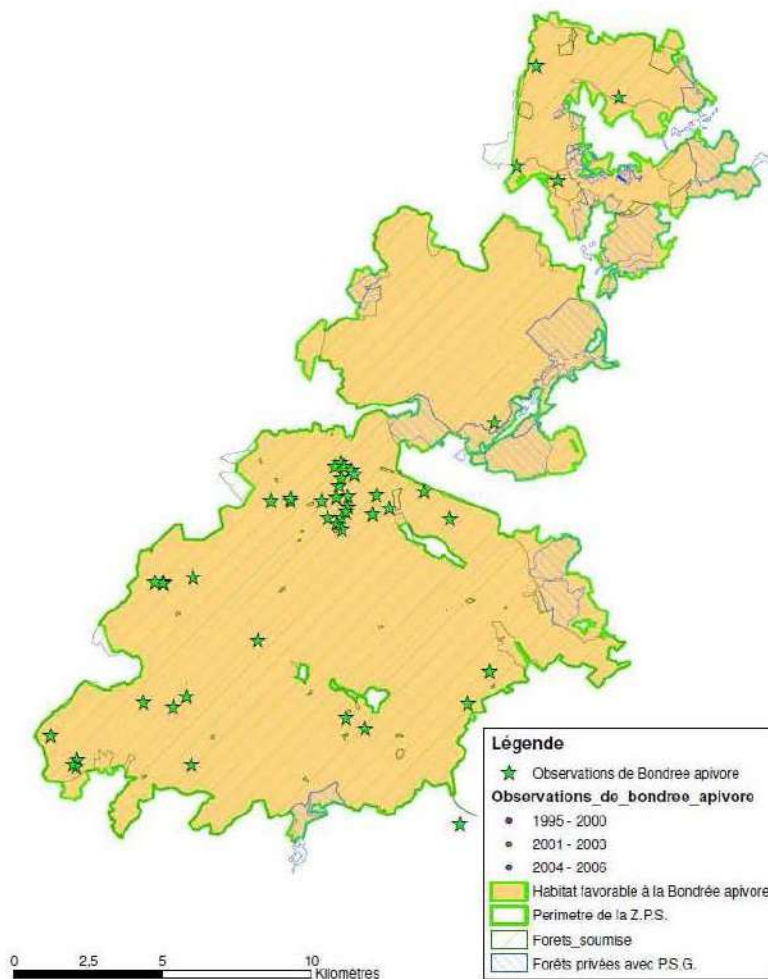 Légende
Observations de Bondree apivore
Observations_de_bondree_apivore
1995 - 2000
2001 - 2003
2004 - 2006
Habitat favorable à la Bondrée apivore
Perimetre de la Z.P.S.
Forets_soumise
Forêts privées avec P.S.G.
0 2,5 5 10
Kilomètres